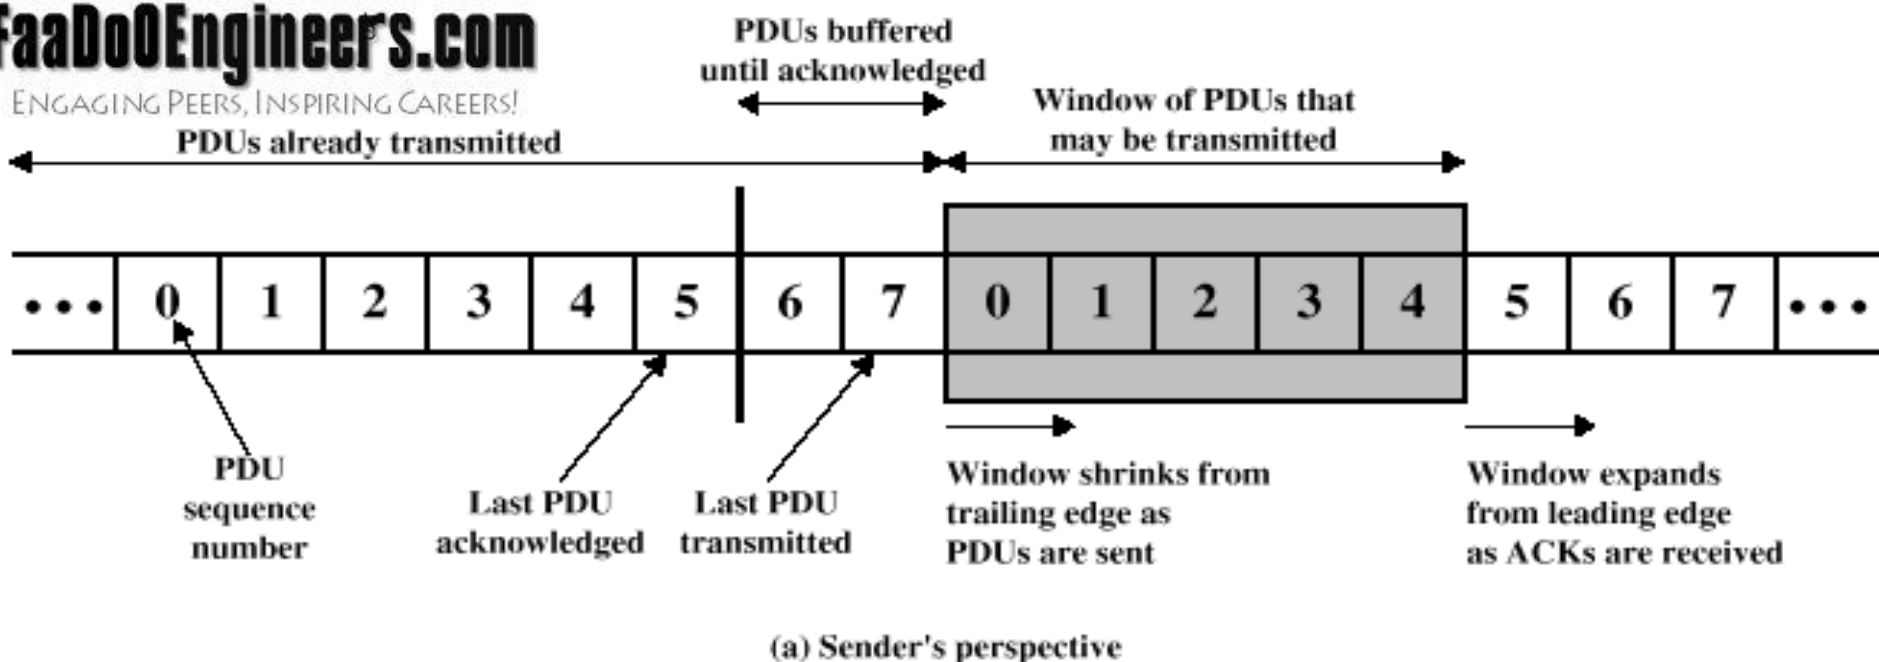 FaaDoOEngineers.com
ENGAGING PEERS, INSPIRING CAREERS!
PDUs buffered
until acknowledged
Window of PDUs that
may be transmitted
PDUs already transmitted
••• 0 1 2 3 4 5 6 7 0 1 2 3 4 5 6 7 •••
PDU
sequence
number
Last PDU
acknowledged
Last PDU
transmitted
Window shrinks from
trailing edge as
PDUs are sent
Window expands
from leading edge
as ACKs are received
(a) Sender's perspective